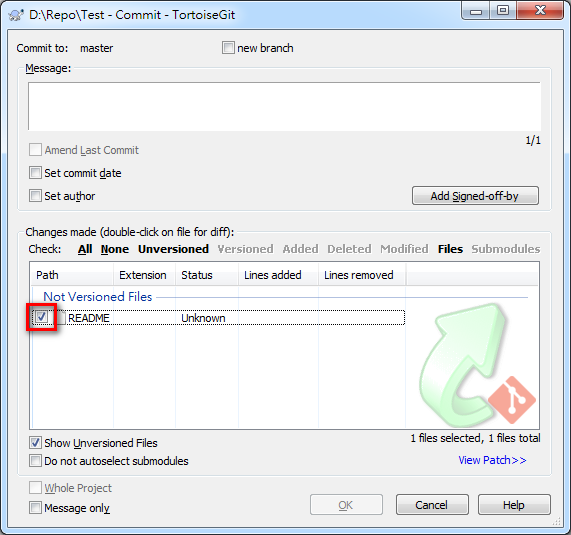 D:\Repo\Test - Commit - TortoiseGit
Commit to: master new branch
Message:
1/1
Amend Last Commit
Set commit date
Set author Add Signed-off-by
Changes made (double-click on file for diff):
Check: All None Unversioned Versioned Added Deleted Modified Files Submodules
Path Extension Status Lines added Lines removed
Not Versioned Files
README Unknown
Show Unversioned Files 1 files selected, 1 files total
Do not autoselect submodules View Patch>>
Whole Project
Message only OK Cancel Help